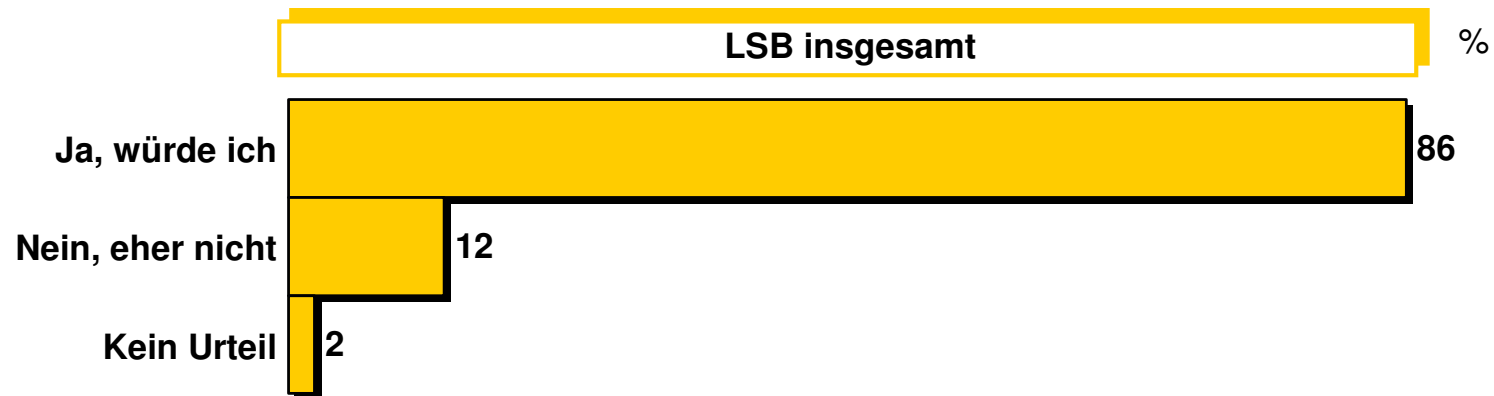 LSB insgesamt %
Ja, würde ich 86
Nein, eher nicht 12
Kein Urteil 2